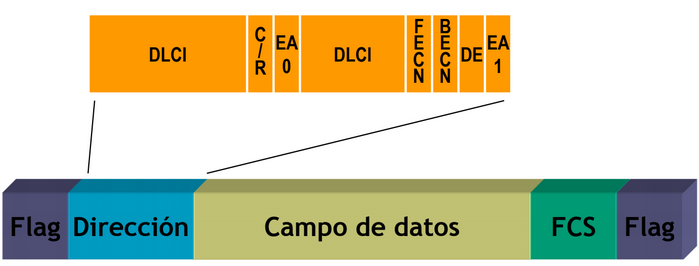 DLCI C/R EA 0 DLCI FECN BECN DE EA 1
Flag Dirección Campo de datos FCS Flag